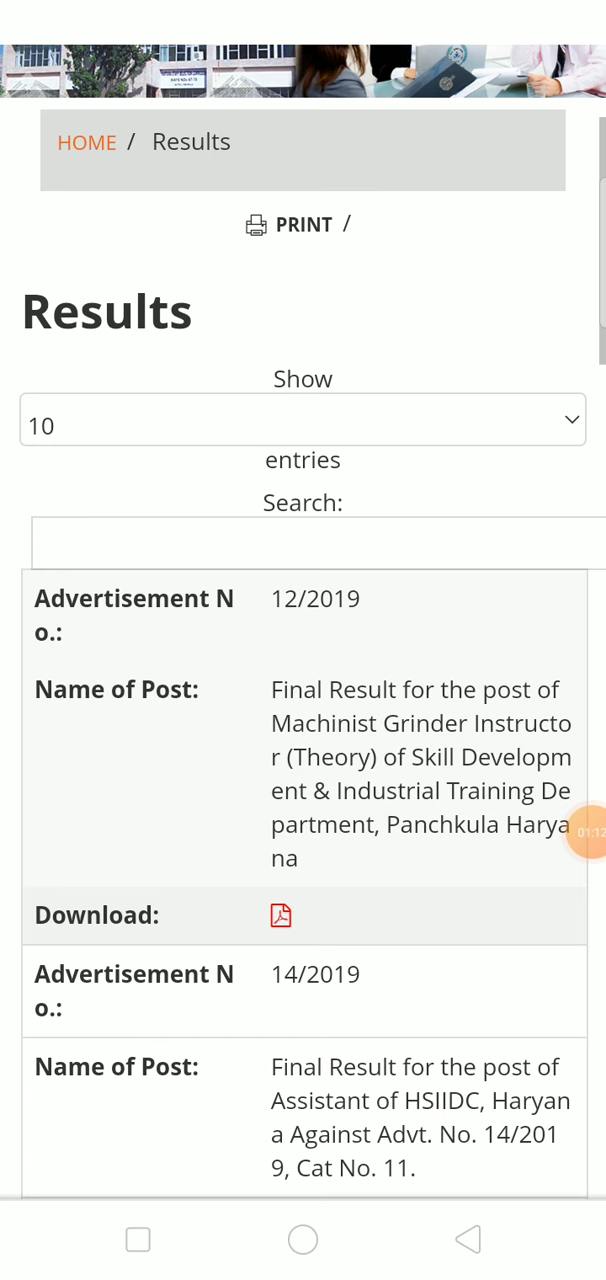 HOME / Results
PRINT /
Results
Show
10
entries
Search:
Advertisement N
o.:
12/2019
Name of Post:
Final Result for the post of
Machinist Grinder Instructo
r (Theory) of Skill Developm
ent & Industrial Training De
partment, Panchkula Harya
na
01:12
Download:
Advertisement N
o.:
14/2019
Name of Post:
Final Result for the post of
Assistant of HSIIDC, Haryan
a Against Advt. No. 14/201
9, Cat No. 11.